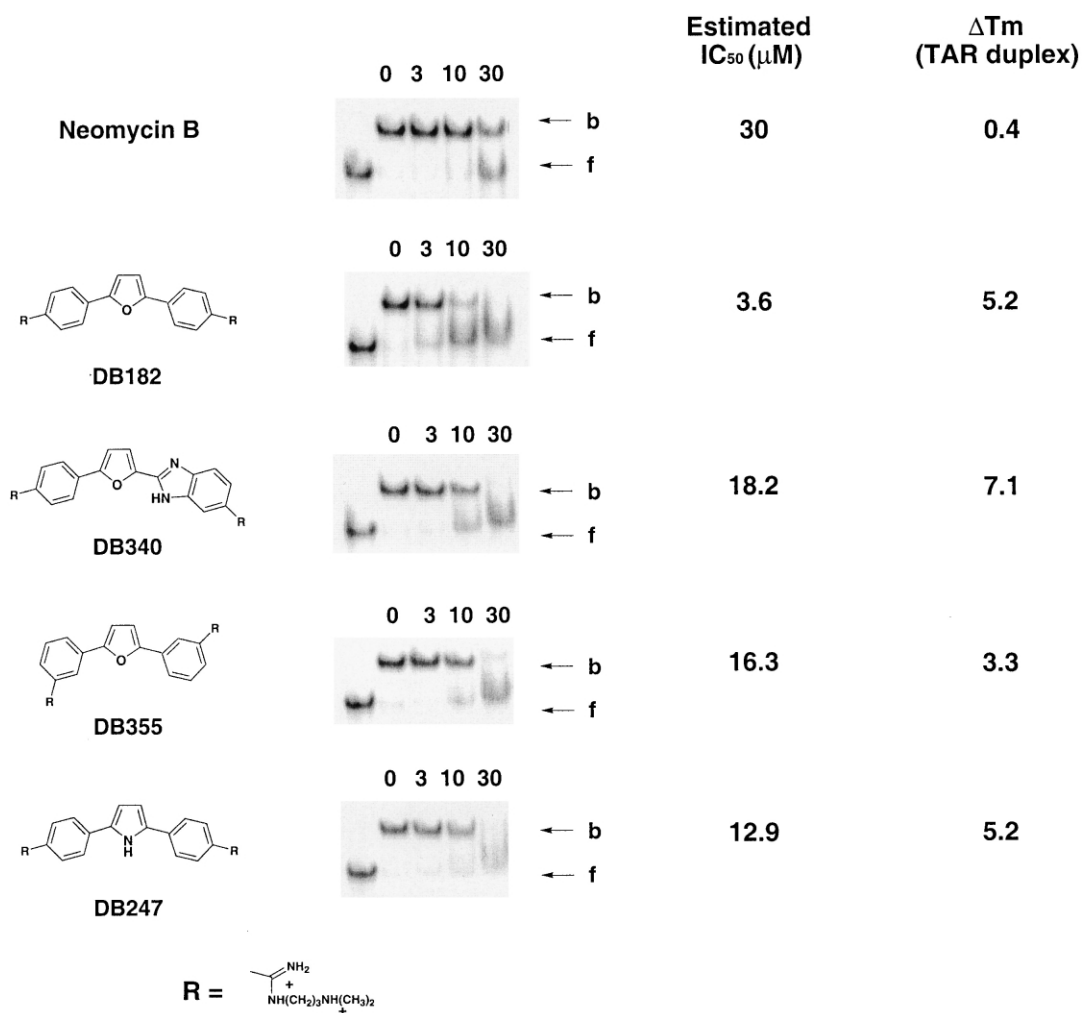 Estimated ΔTm
IC₅₀ (μM) (TAR duplex)
0 3 10 30
Neomycin B b 30 0.4
f
0 3 10 30
R O R b 3.6 5.2
f
DB182
0 3 10 30
R O N HN R b 18.2 7.1
f
DB340
0 3 10 30
R O R b 16.3 3.3
f
DB355
0 3 10 30
R N H R b 12.9 5.2
f
DB247
R = NH₂
+
NH(CH₂)₃NH(CH₃)₂
+